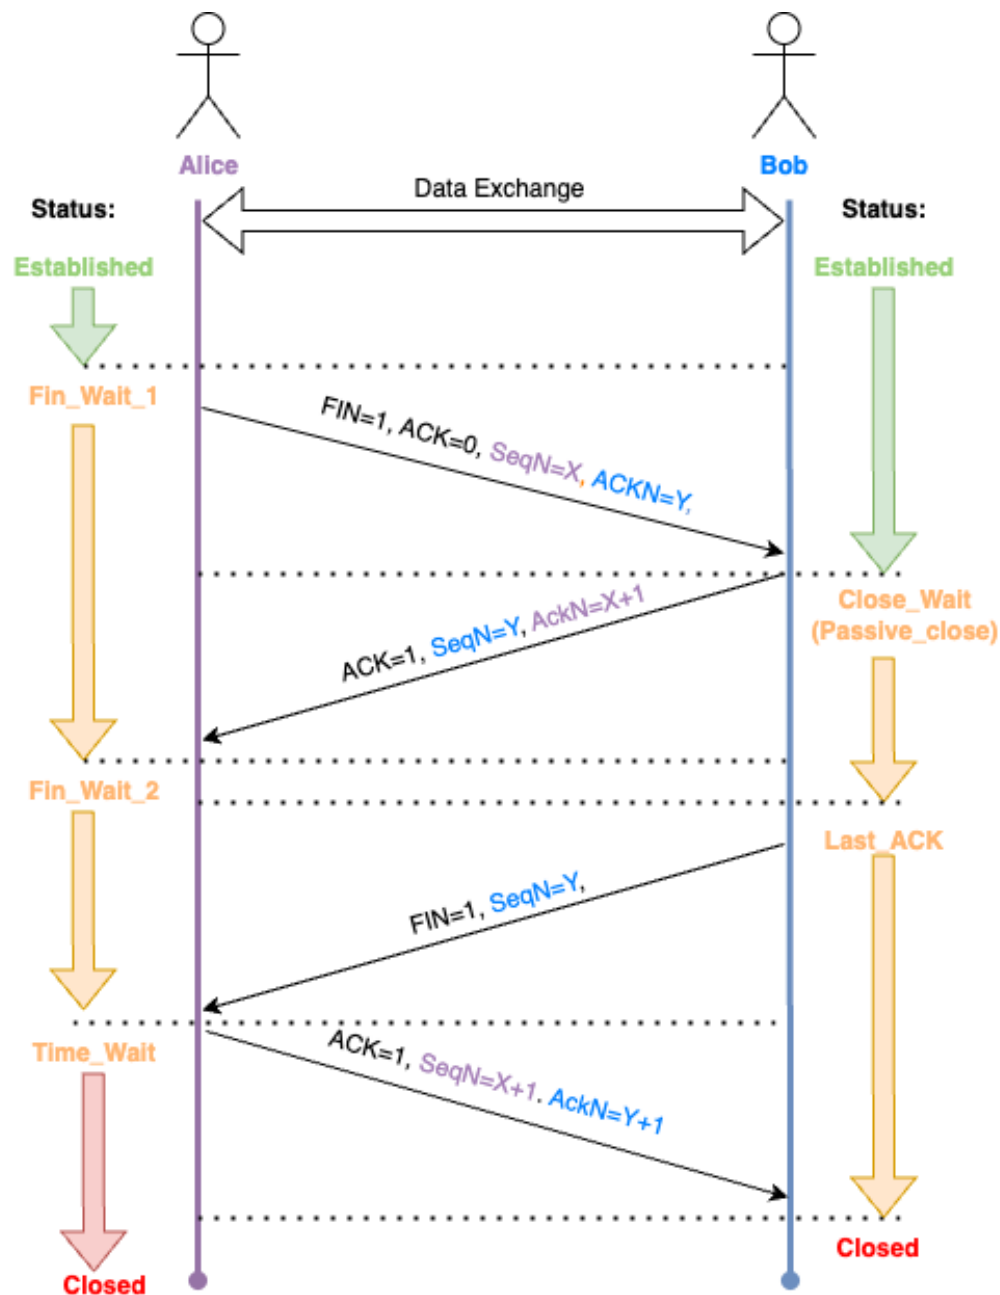 Alice
Bob
Data Exchange
Status:
Status:
Established
Established
Fin_Wait_1
FIN=1, ACK=0, SeqN=X, ACKN=Y,
Close_Wait
(Passive_close)
ACK=1, SeqN=Y, AckN=X+1
Fin_Wait_2
Last_ACK
FIN=1, SeqN=Y,
Time_Wait
ACK=1, SeqN=X+1. AckN=Y+1
Closed
Closed